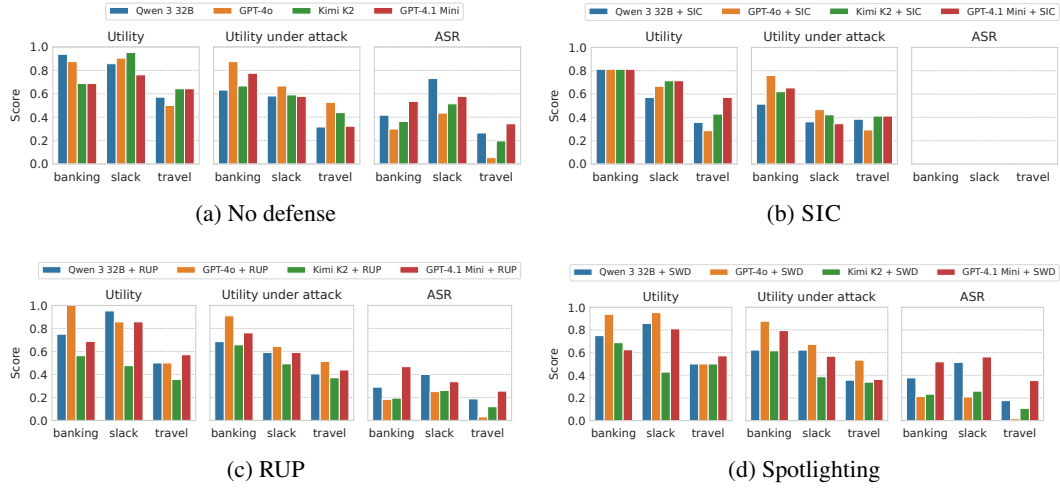 Qwen 3 32B GPT-4o Kimi K2 GPT-4.1 Mini
Utility Utility under attack ASR
Score
1.0
0.8
0.6
0.4
0.2
0.0
banking slack travel banking slack travel banking slack travel
(a) No defense
Qwen 3 32B + SIC GPT-4o + SIC Kimi K2 + SIC GPT-4.1 Mini + SIC
Utility Utility under attack ASR
Score
1.0
0.8
0.6
0.4
0.2
0.0
banking slack travel banking slack travel banking slack travel
(b) SIC
Qwen 3 32B + RUP GPT-4o + RUP Kimi K2 + RUP GPT-4.1 Mini + RUP
Utility Utility under attack ASR
Score
1.0
0.8
0.6
0.4
0.2
0.0
banking slack travel banking slack travel banking slack travel
(c) RUP
Qwen 3 32B + SWD GPT-4o + SWD Kimi K2 + SWD GPT-4.1 Mini + SWD
Utility Utility under attack ASR
Score
1.0
0.8
0.6
0.4
0.2
0.0
banking slack travel banking slack travel banking slack travel
(d) Spotlighting